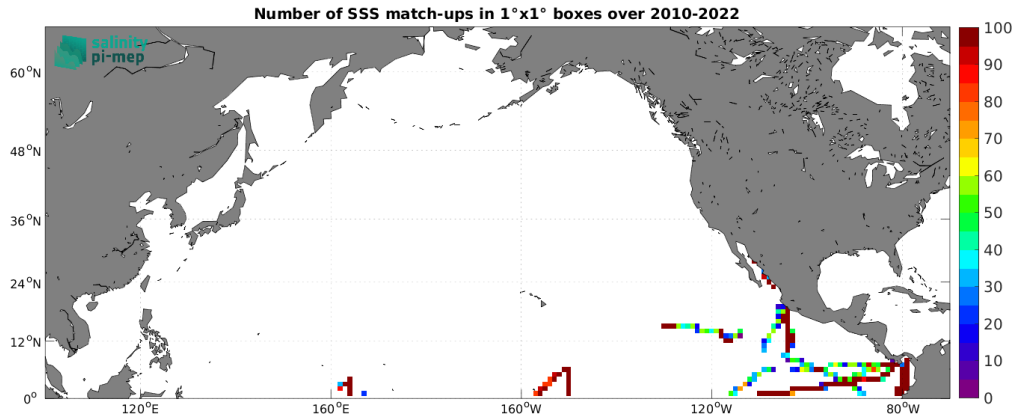 Number of SSS match-ups in 1°x1° boxes over 2010-2022
salinity
pi-mep
60°N
48°N
36°N
24°N
12°N
0°
120°E
160°E
160°W
120°W
80°W
100
90
80
70
60
50
40
30
20
10
0